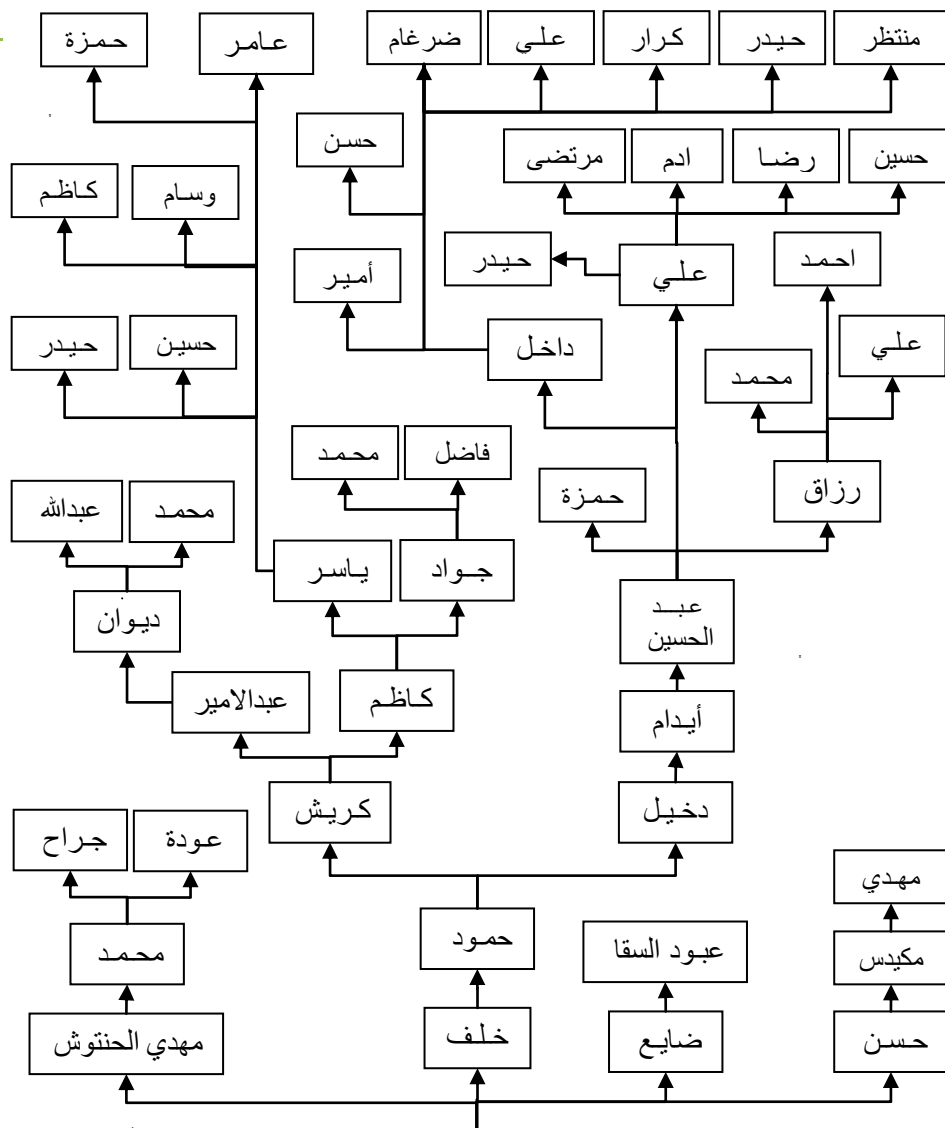 منتظر
حيدر
كرار
علي
ضرغام
عامر
حمزة
حسن
حسين
رضا
ادم
مرتضى
وسام
كاظم
احمد
علي
حيدر
أمير
علي
محمد
داخل
حسين
حيدر
فاضل
محمد
رزاق
حمزة
محمد
عبدالله
جواد
ياسر
ديوان
عبد
الحسين
كاظم
عبدالامير
أيدام
دخيل
كريش
عودة
جراح
مهدي
حمود
عبود السقا
مكيدس
محمد
حسن
ضايع
خلف
مهدي الحنتوش